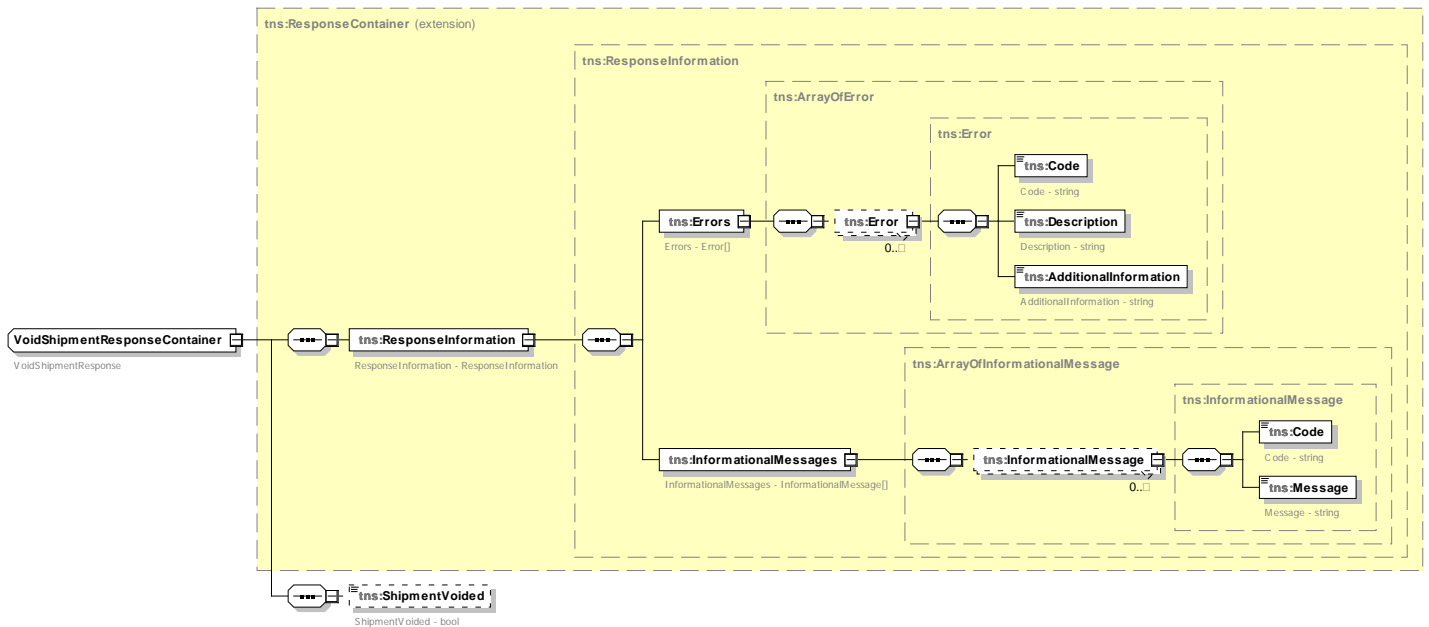 tns:ResponseContainer (extension)
tns:ResponseInformation
tns:ArrayOfError
tns:Error
tns:Code
Code - string
tns:Errors
Errors - Error[]
tns:Error
0..□
tns:Description
Description - string
tns:AdditionalInformation
AdditionalInformation - string
VoidShipmentResponseContainer
VoidShipmentResponse
tns:ResponseInformation
ResponseInformation - ResponseInformation
tns:ArrayOfInformationalMessage
tns:InformationalMessage
tns:Code
Code - string
tns:InformationalMessages
InformationalMessages - InformationalMessage[]
tns:InformationalMessage
0..□
tns:Message
Message - string
tns:ShipmentVoided
ShipmentVoided - bool